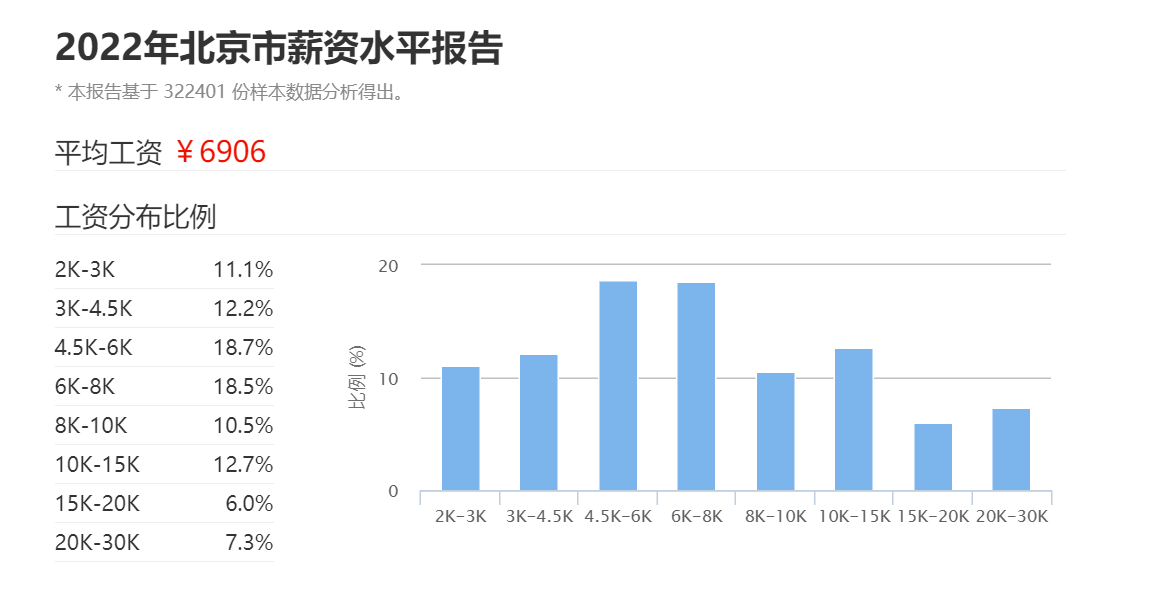 2022年北京市薪资水平报告
* 本报告基于 322401 份样本数据分析得出。
平均工资 ¥6906
工资分布比例
2K-3K 11.1%
3K-4.5K 12.2%
4.5K-6K 18.7%
6K-8K 18.5%
8K-10K 10.5%
10K-15K 12.7%
15K-20K 6.0%
20K-30K 7.3%
比例 (%)
20
10
0
2K-3K 3K-4.5K 4.5K-6K 6K-8K 8K-10K 10K-15K 15K-20K 20K-30K